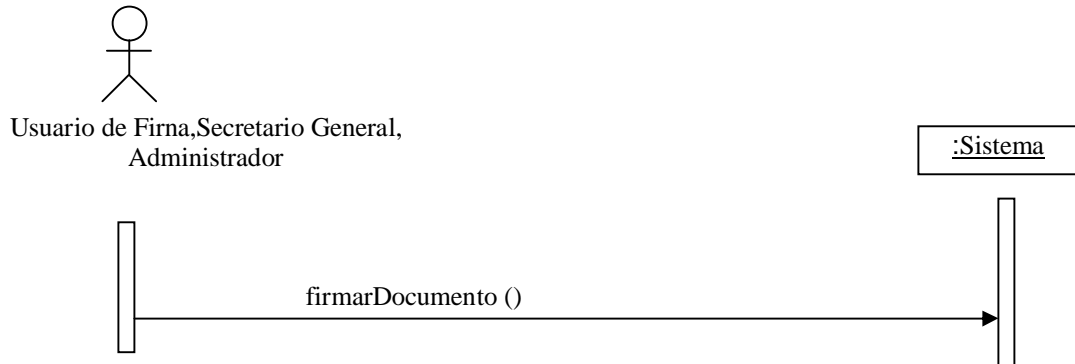 Usuario de Firna,Secretario General,
Administrador
:Sistema
firmarDocumento ()